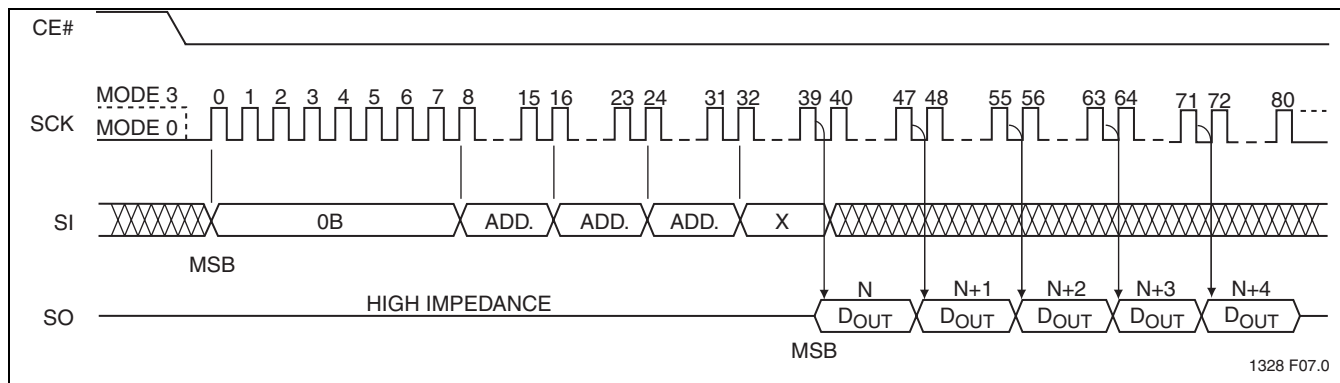 CE#
MODE 3
SCK
MODE 0
0 1 2 3 4 5 6 7 8 15 16 23 24 31 32 39 40 47 48 55 56 63 64 71 72 80
SI
0B ADD. ADD. ADD. X
MSB
N N+1 N+2 N+3 N+4
SO
HIGH IMPEDANCE
DOUT DOUT DOUT DOUT DOUT
MSB
1328 F07.0